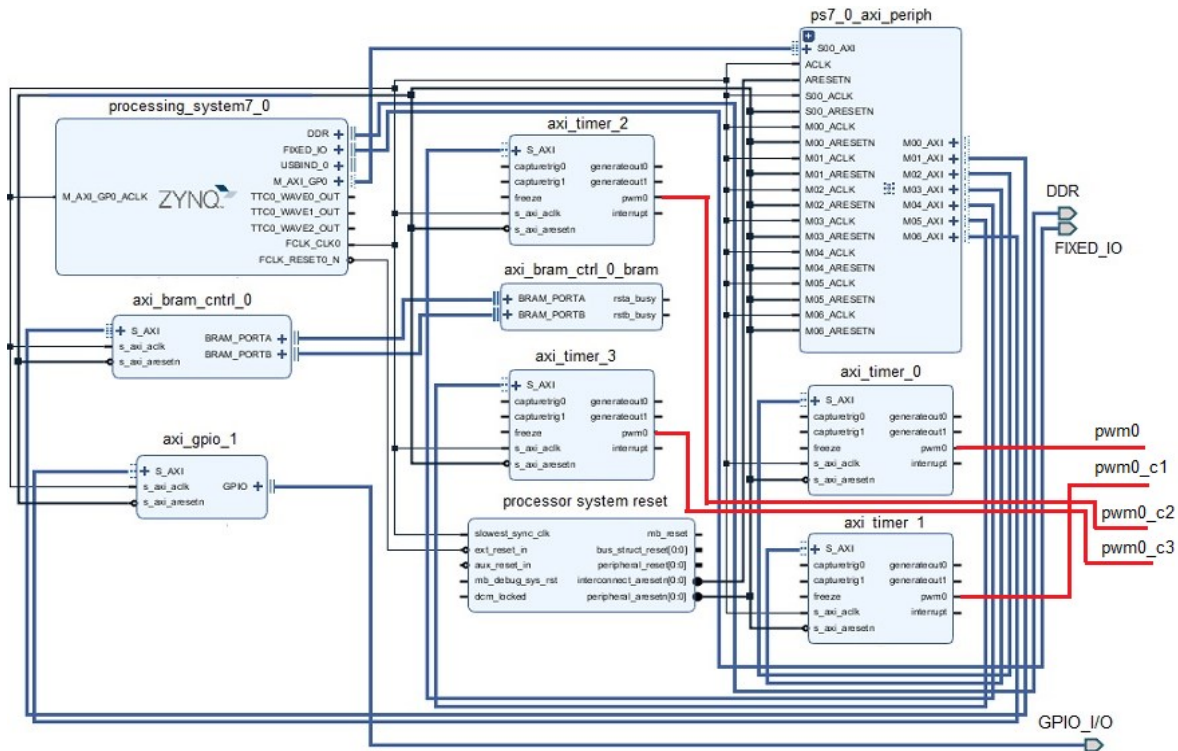 ps7_0_axi_periph
S00_AXI
ACLK
ARESETN
S00_ACLK
S00_ARESETN
M00_ACLK
M00_ARESETN
M01_ACLK
M01_ARESETN
M02_ACLK
M02_ARESETN
M03_ACLK
M03_ARESETN
M04_ACLK
M04_ARESETN
M05_ACLK
M05_ARESETN
M06_ACLK
M06_ARESETN
M00_AXI
M01_AXI
M02_AXI
M03_AXI
M04_AXI
M05_AXI
M06_AXI
processing_system7_0
M_AXI_GP0_ACLK
ZYNQ
DDR
FIXED_IO
USBIND_0
M_AXI_GP0
TTC0_WAVE0_OUT
TTC0_WAVE1_OUT
TTC0_WAVE2_OUT
FCLK_CLK0
FCLK_RESET0_N
axi_timer_2
S_AXI
capturetrig0
capturetrig1
freeze
s_axi_aclk
s_axi_aresetn
generateout0
generateout1
pwm0
interrupt
DDR
FIXED_IO
axi_bram_ctrl_0_bram
BRAM_PORTA
BRAM_PORTB
rsta_busy
rstb_busy
axi_bram_cntrl_0
S_AXI
s_axi_aclk
s_axi_aresetn
BRAM_PORTA
BRAM_PORTB
axi_timer_3
S_AXI
capturetrig0
capturetrig1
freeze
s_axi_aclk
s_axi_aresetn
generateout0
generateout1
pwm0
interrupt
axi_timer_0
S_AXI
capturetrig0
capturetrig1
freeze
s_axi_aclk
s_axi_aresetn
generateout0
generateout1
pwm0
interrupt
pwm0
pwm0_c1
pwm0_c2
pwm0_c3
axi_gpio_1
S_AXI
s_axi_aclk
s_axi_aresetn
GPIO
processor system reset
slowest_sync_clk
ext_reset_in
aux_reset_in
mb_debug_sys_rst
dcm_locked
mb_reset
bus_struct_reset[0:0]
peripheral_reset[0:0]
interconnect_aresetn[0:0]
peripheral_aresetn[0:0]
axi_timer_1
S_AXI
capturetrig0
capturetrig1
freeze
s_axi_aclk
s_axi_aresetn
generateout0
generateout1
pwm0
interrupt
GPIO_I/O